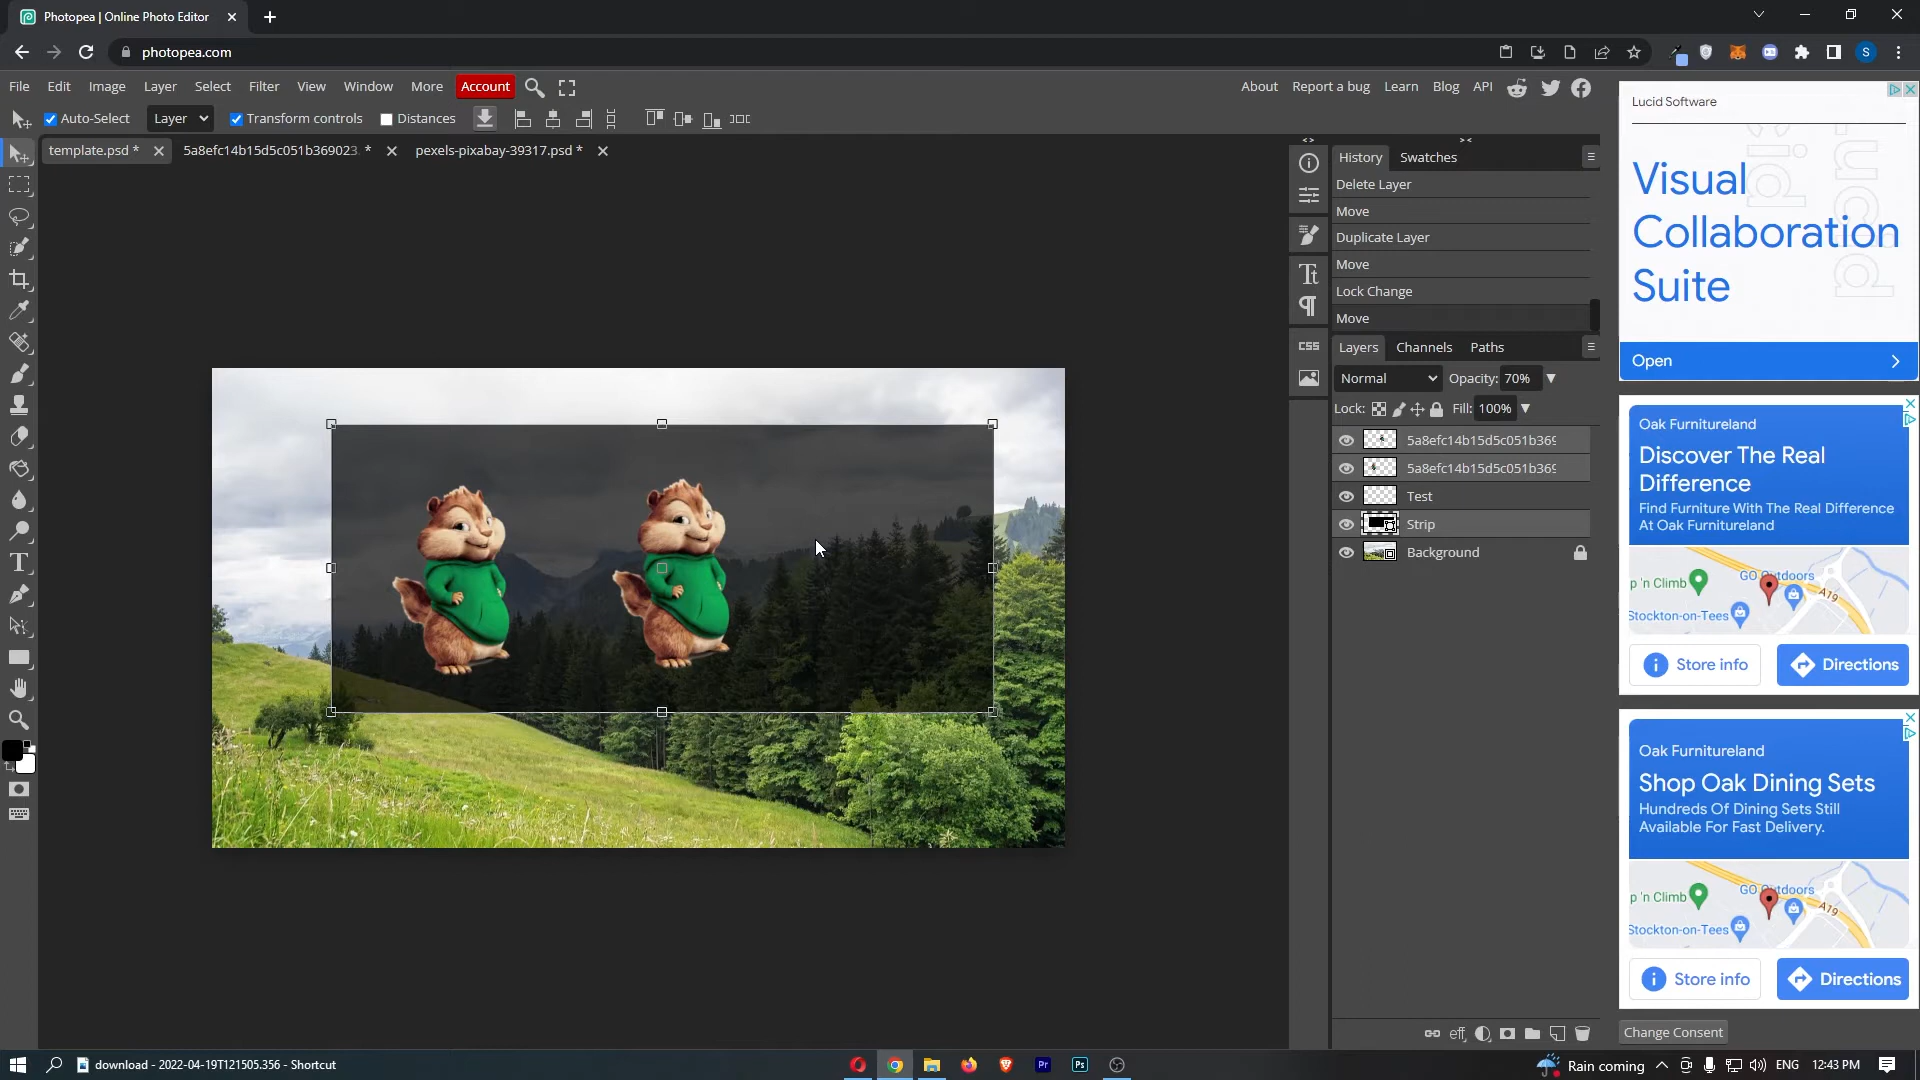 Photopea | Online Photo Editor
photopea.com
S
File Edit Image Layer Select Filter View Window More Account
About Report a bug Learn Blog API
Auto-Select Layer Transform controls Distances
template.psd * 5a8efc14b15d5c051b369023. * pexels-pixabay-39317.psd *
History Swatches
Delete Layer
Move
Duplicate Layer
Move
Lock Change
Move
CSS
Layers Channels Paths
Normal Opacity: 70%
Lock: Fill: 100%
5a8efc14b15d5c051b369
5a8efc14b15d5c051b369
Test
Strip
Background
eff
Lucid Software
Visual
Collaboration
Suite
Open
Oak Furnitureland
Discover The Real
Difference
Find Furniture With The Real Difference
At Oak Furnitureland
p 'n Climb
GO Outdoors
A19
Stockton-on-Tees
Store info
Directions
Oak Furnitureland
Shop Oak Dining Sets
Hundreds Of Dining Sets Still
Available For Fast Delivery.
p 'n Climb
GO Outdoors
A19
Stockton-on-Tees
Store info
Directions
Change Consent
download - 2022-04-19T121505.356 - Shortcut
Pr
Ps
Rain coming
ENG
12:43 PM